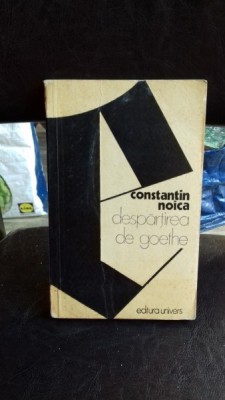 constantin
noica
despărțirea
de goethe
editura univers